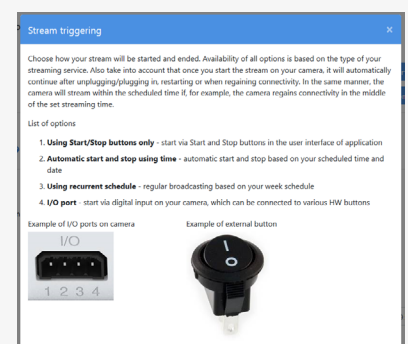 Stream triggering ×
Choose how your stream will be started and ended. Availability of all options is based on the type of
streaming service. Also take into account that once you start the stream on your camera, it will automatically
continue after unplugging/plugging in, restarting or when regaining connectivity. In the same manner, the
camera will stream within the scheduled time if, for example, the camera regains connectivity in the middle
of the set streaming time.
List of options
1. Using Start/Stop buttons only - start via Start and Stop buttons in the user interface of application
2. Automatic start and stop using time - automatic start and stop based on your scheduled time and
date
3. Using recurrent schedule - regular broadcasting based on your week schedule
4. I/O port - start via digital input on your camera, which can be connected to various HW buttons
Example of I/O ports on camera Example of external button
I/O
1 2 3 4